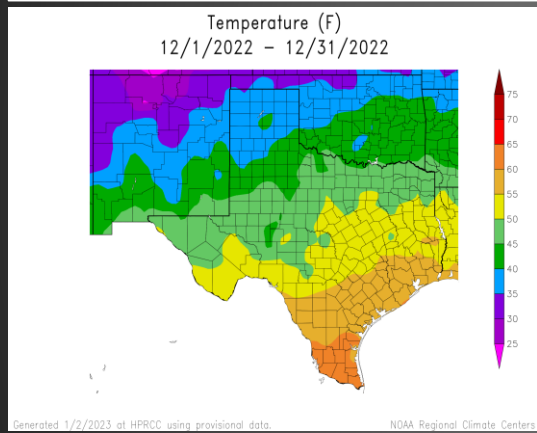 Temperature (F)
12/1/2022 – 12/31/2022
75
70
65
60
55
50
45
40
35
30
25
Generated 1/2/2023 at HPRCC using provisional data.
NOAA Regional Climate Centers